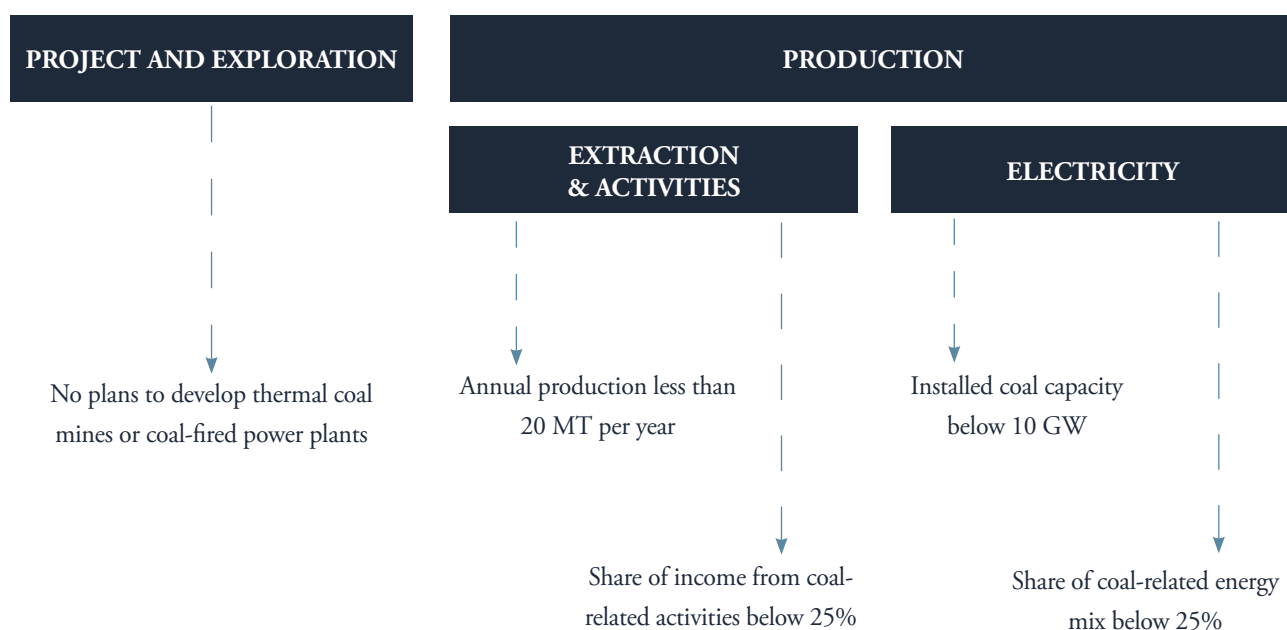 PROJECT AND EXPLORATION
PRODUCTION
EXTRACTION
& ACTIVITIES
ELECTRICITY
No plans to develop thermal coal
mines or coal-fired power plants
Annual production less than
20 MT per year
Installed coal capacity
below 10 GW
Share of income from coal-
related activities below 25%
Share of coal-related energy
mix below 25%